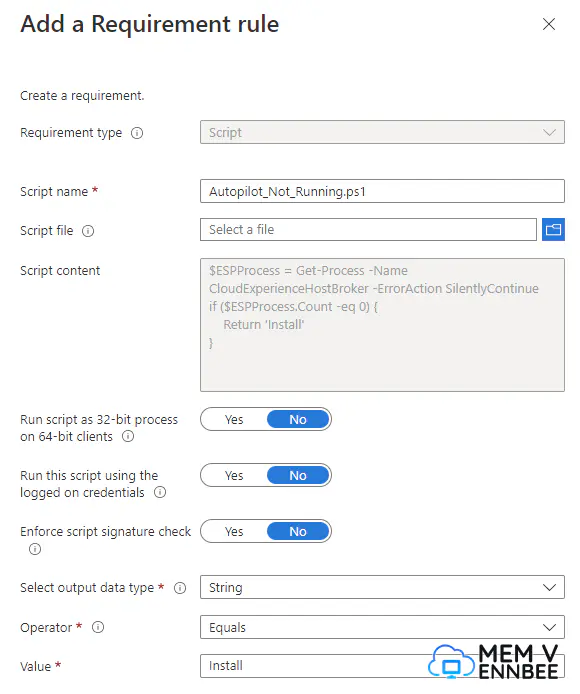 Add a Requirement rule
Create a requirement.
Requirement type
Script
Script name *
Autopilot_Not_Running.ps1
Script file
Select a file
Script content
$ESPProcess = Get-Process -Name
CloudExperienceHostBroker -ErrorAction SilentlyContinue
if ($ESPProcess.Count -eq 0) {
    Return 'Install'
}
Run script as 32-bit process
on 64-bit clients
Yes No
Run this script using the
logged on credentials
Yes No
Enforce script signature check
Yes No
Select output data type *
String
Operator *
Equals
Value *
Install
MEM V
ENNBEE